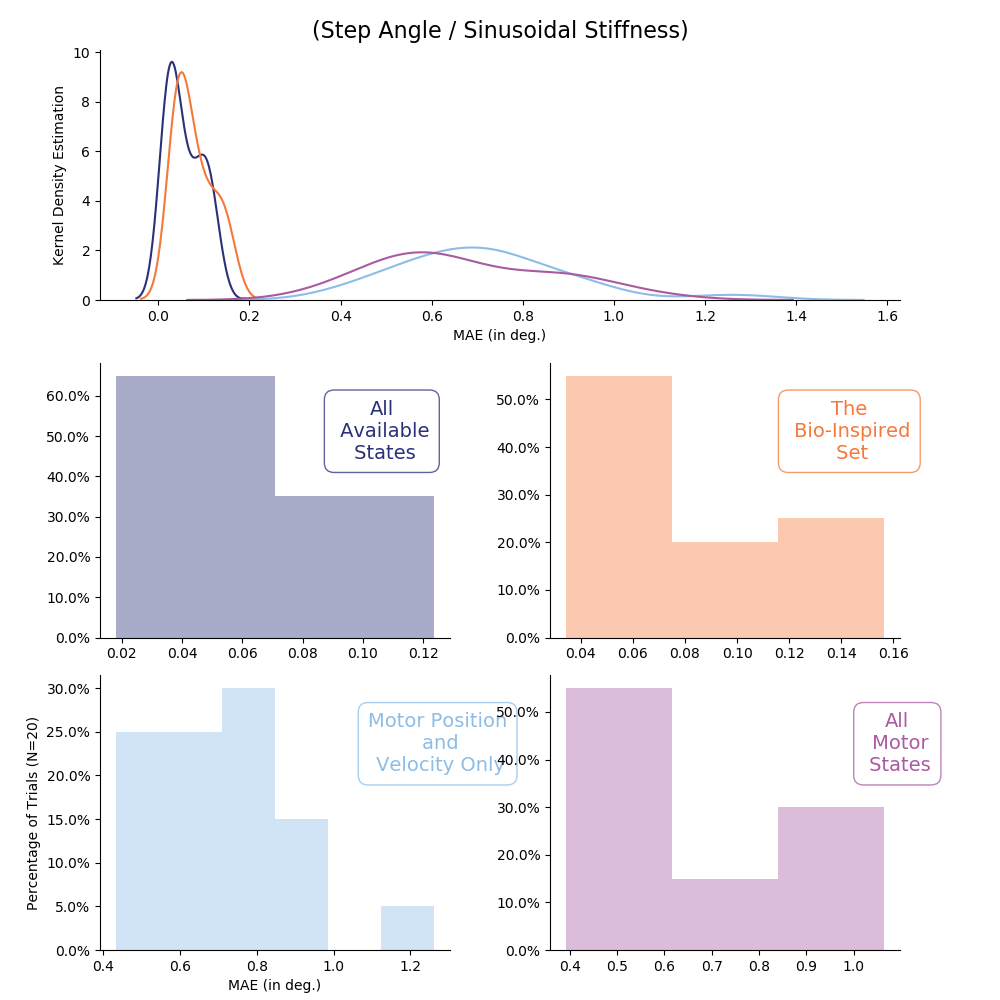 (Step Angle / Sinusoidal Stiffness)
Kernel Density Estimation
10
8
6
4
2
0
0.0 0.2 0.4 0.6 0.8 1.0 1.2 1.4 1.6
MAE (in deg.)
60.0%
50.0%
40.0%
30.0%
20.0%
10.0%
0.0%
0.02 0.04 0.06 0.08 0.10 0.12
All
Available
States
50.0%
40.0%
30.0%
20.0%
10.0%
0.0%
0.04 0.06 0.08 0.10 0.12 0.14 0.16
The
Bio-Inspired
Set
Percentage of Trials (N=20)
30.0%
25.0%
20.0%
15.0%
10.0%
5.0%
0.0%
0.4 0.6 0.8 1.0 1.2
MAE (in deg.)
Motor Position
and
Velocity Only
50.0%
40.0%
30.0%
20.0%
10.0%
0.0%
0.4 0.5 0.6 0.7 0.8 0.9 1.0
All
Motor
States